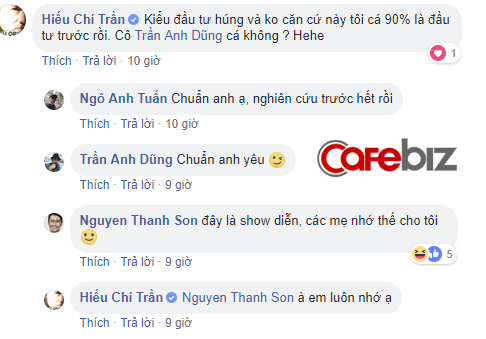 Hiếu Chí Trần Kiểu đầu tư húng và ko căn cứ này tôi cá 90% là đầu
tư trước rồi. Cô Trần Anh Dũng cá không ? Hehe
Thích · Trả lời · 10 giờ
1
Ngô Anh Tuấn Chuẩn anh ạ, nghiên cứu trước hết rồi
Thích · Trả lời · 10 giờ
Trần Anh Dũng Chuẩn anh yêu 😉
Thích · Trả lời · 9 giờ
CafeBiz
Nguyen Thanh Son đây là show diễn, các mẹ nhớ thế cho tôi
🙂
Thích · Trả lời · 9 giờ
5
Hiếu Chí Trần Nguyen Thanh Son à em luôn nhớ ạ
Thích · Trả lời · 9 giờ